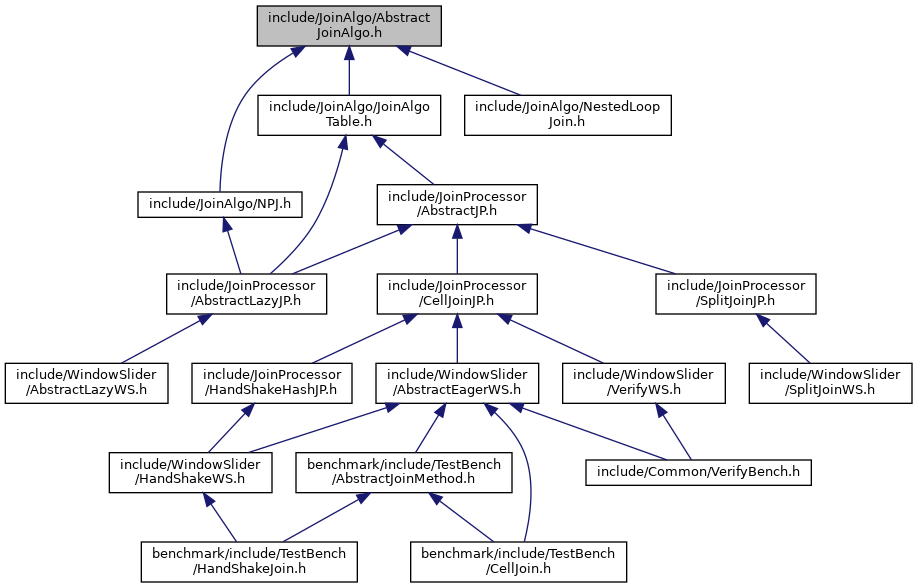 include/JoinAlgo/Abstract
JoinAlgo.h
include/JoinAlgo/JoinAlgo
Table.h
include/JoinAlgo/NestedLoop
Join.h
include/JoinAlgo/NPJ.h
include/JoinProcessor
/AbstractJP.h
include/JoinProcessor
/AbstractLazyJP.h
include/JoinProcessor
/CellJoinJP.h
include/JoinProcessor
/SplitJoinJP.h
include/WindowSlider
/AbstractLazyWS.h
include/JoinProcessor
/HandShakeHashJP.h
include/WindowSlider
/AbstractEagerWS.h
include/WindowSlider
/VerifyWS.h
include/WindowSlider
/SplitJoinWS.h
include/WindowSlider
/HandShakeWS.h
benchmark/include/TestBench
/AbstractJoinMethod.h
include/Common/VerifyBench.h
benchmark/include/TestBench
/HandShakeJoin.h
benchmark/include/TestBench
/CellJoin.h